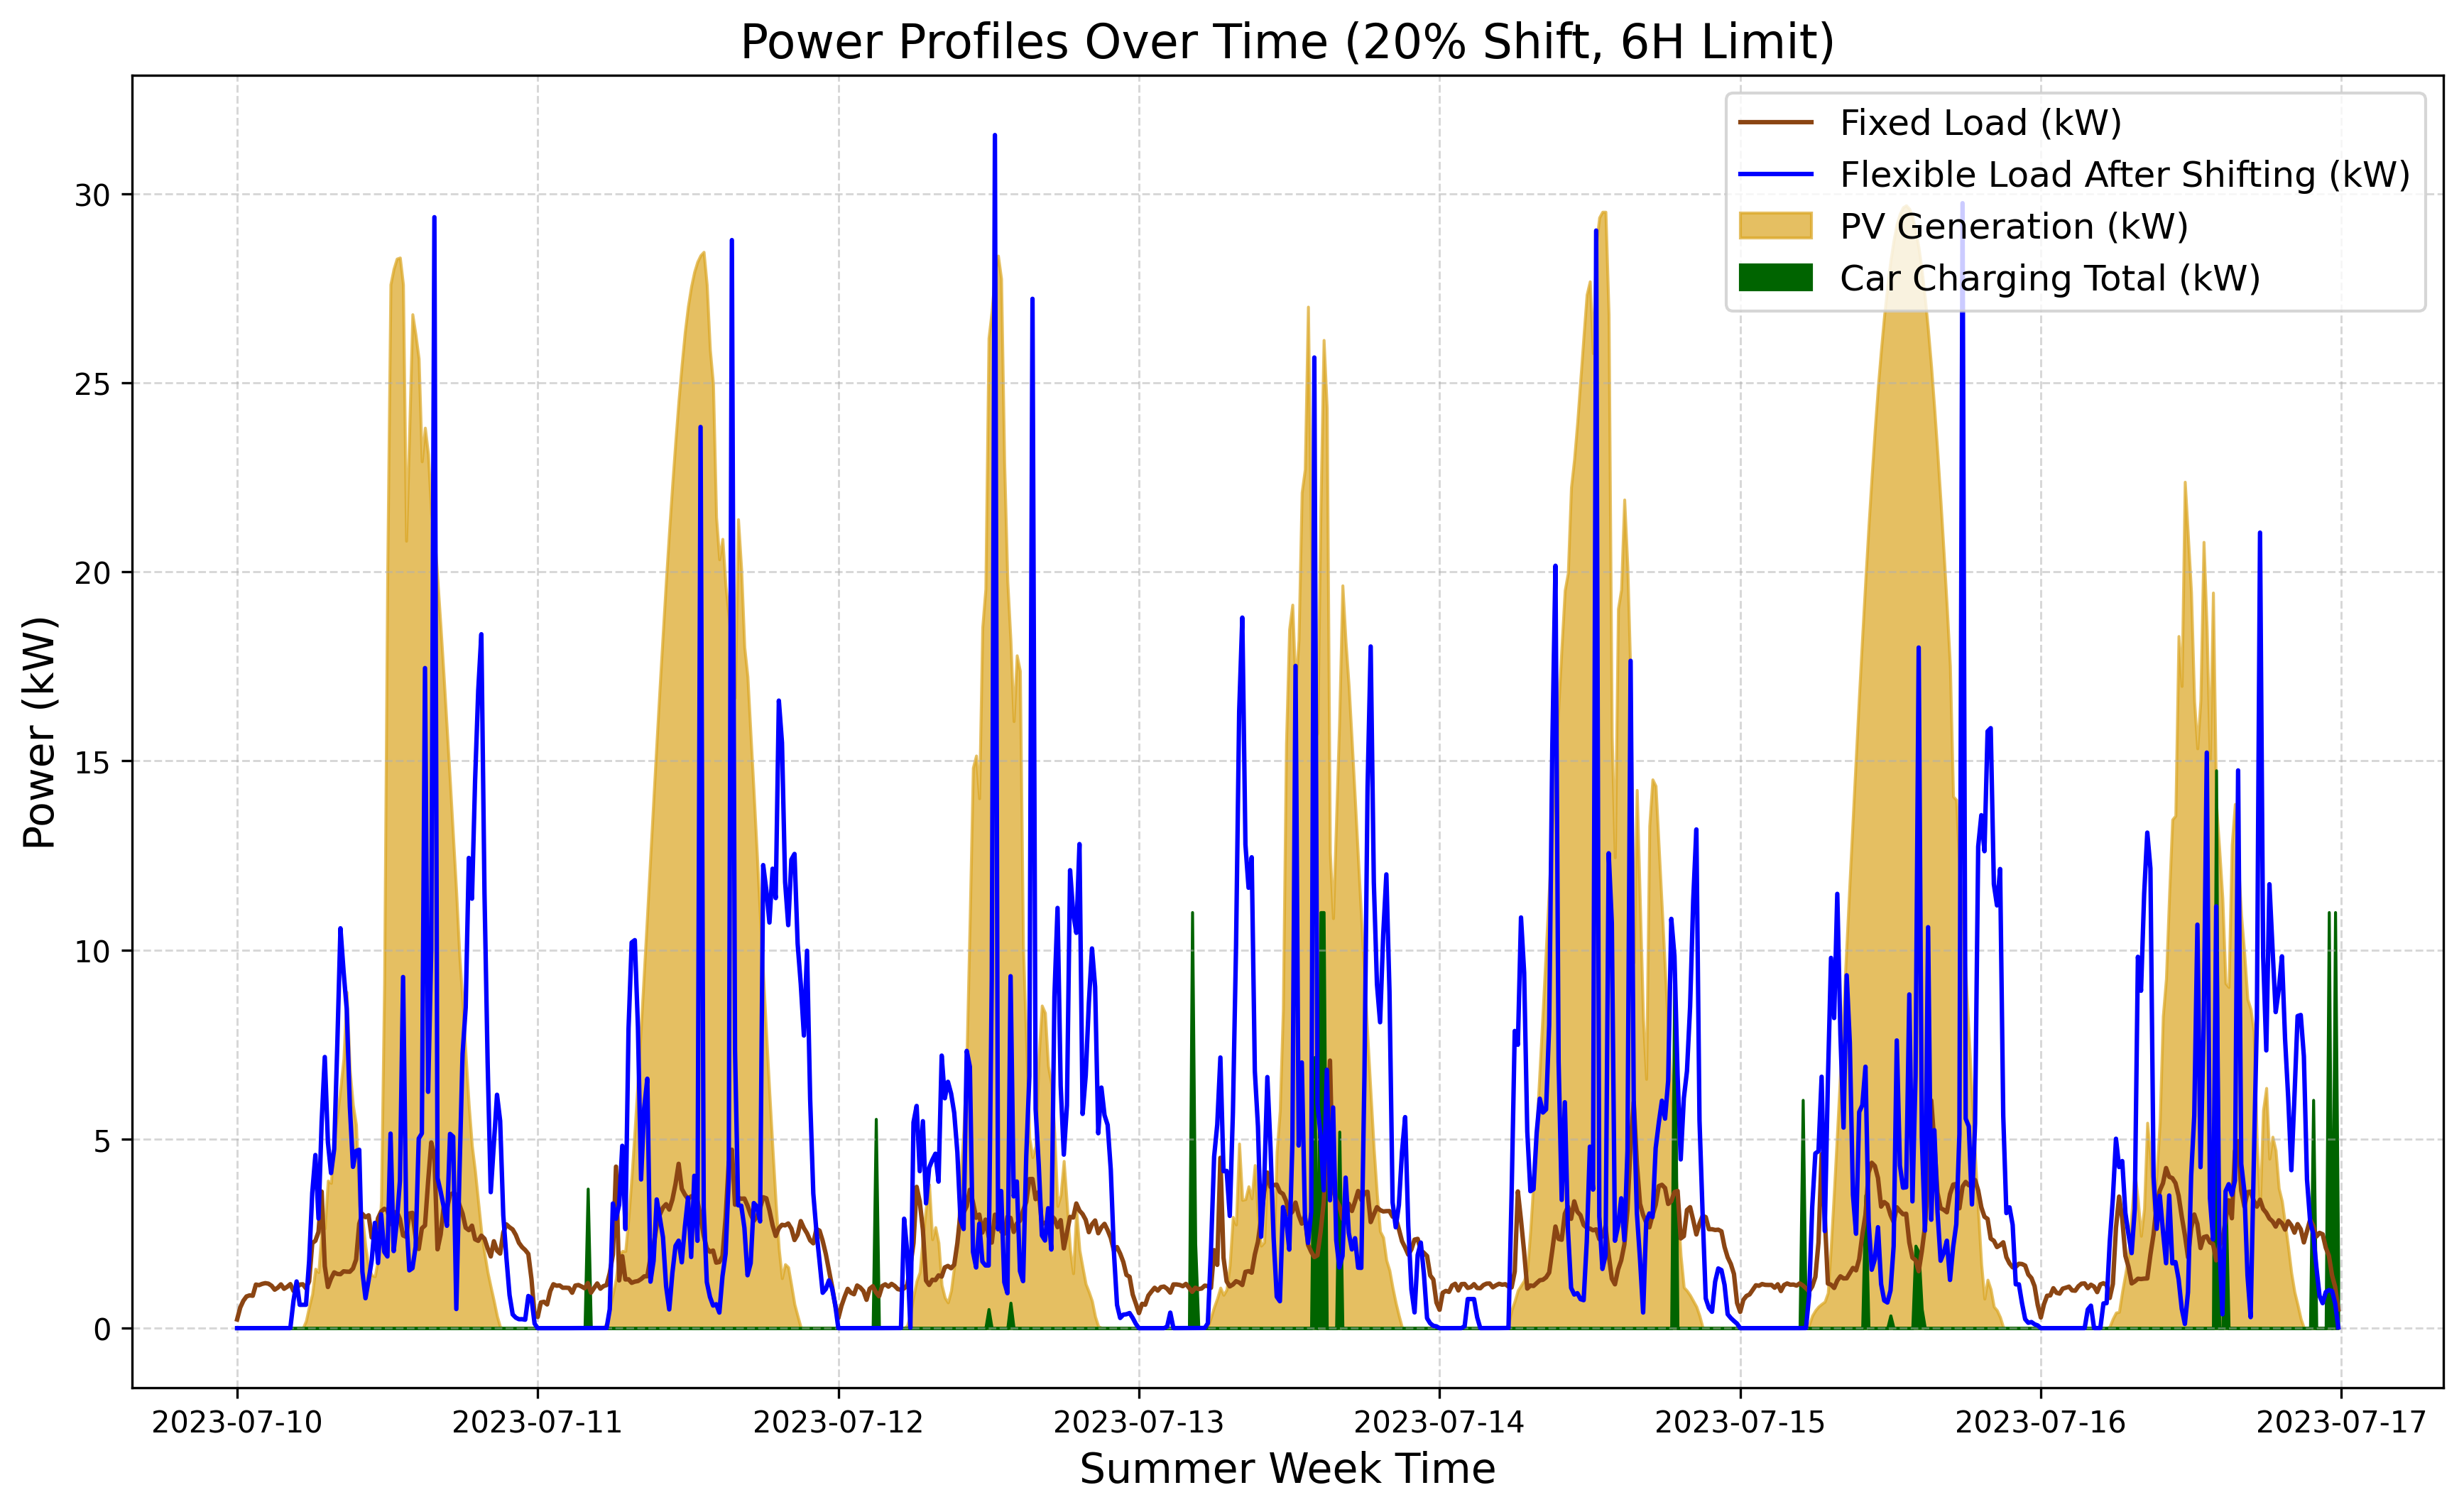 Power Profiles Over Time (20% Shift, 6H Limit)
Fixed Load (kW)
Flexible Load After Shifting (kW)
PV Generation (kW)
Car Charging Total (kW)
Power (kW)
30
25
20
15
10
5
0
2023-07-10
2023-07-11
2023-07-12
2023-07-13
2023-07-14
2023-07-15
2023-07-16
2023-07-17
Summer Week Time